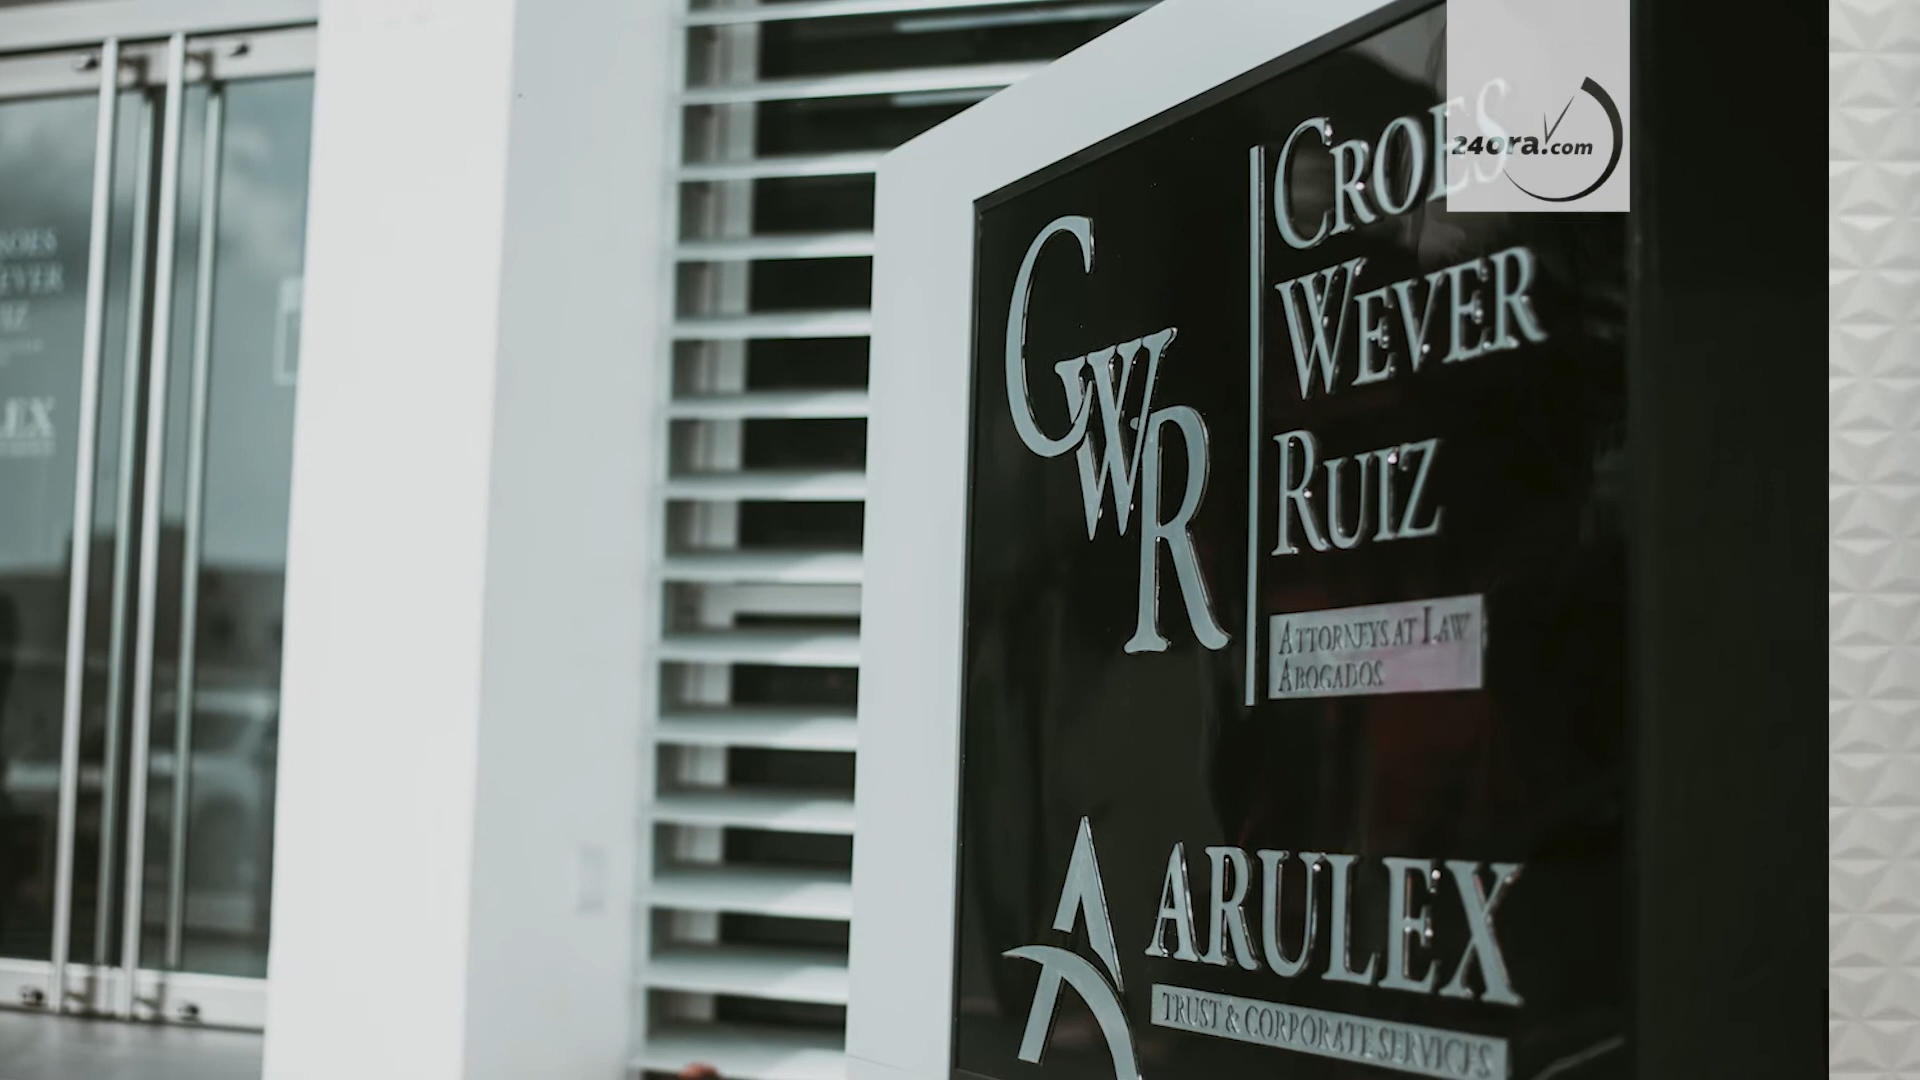 CROES
WEVER
RUIZ
CWR
ATTORNEYS AT LAW
ABOGADOS
ARULEX
TRUST & CORPORATE SERVICES
24ora.com